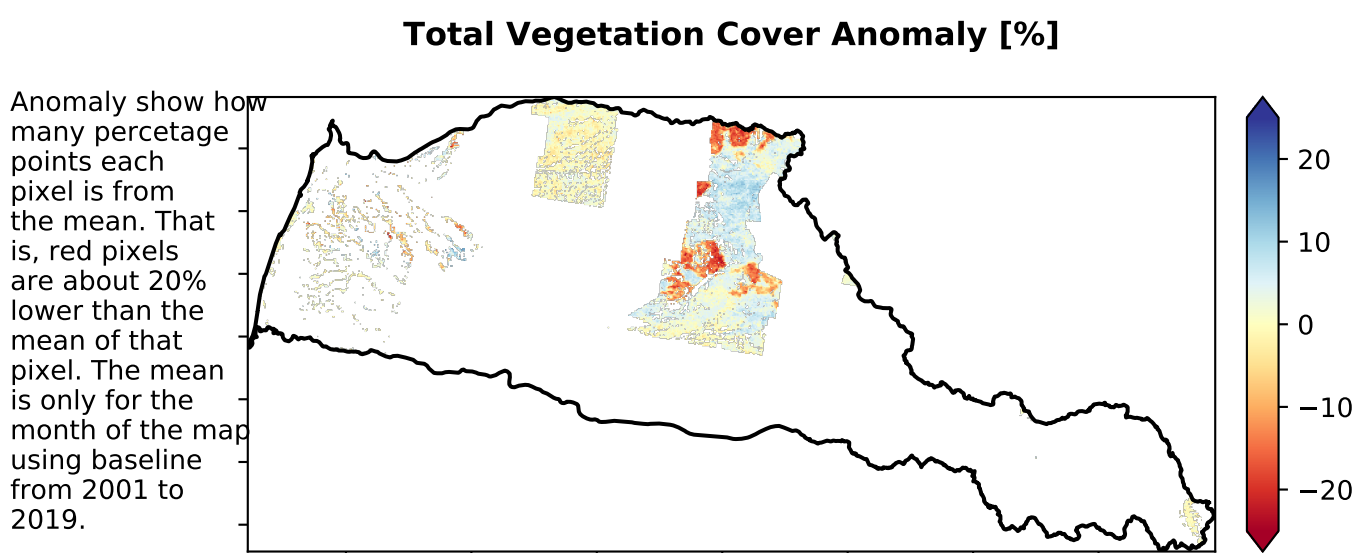 Total Vegetation Cover Anomaly [%]
Anomaly show how
many percetage
points each
pixel is from
the mean. That
is, red pixels
are about 20%
lower than the
mean of that
pixel. The mean
is only for the
month of the map
using baseline
from 2001 to
2019.
20
10
0
−10
−20